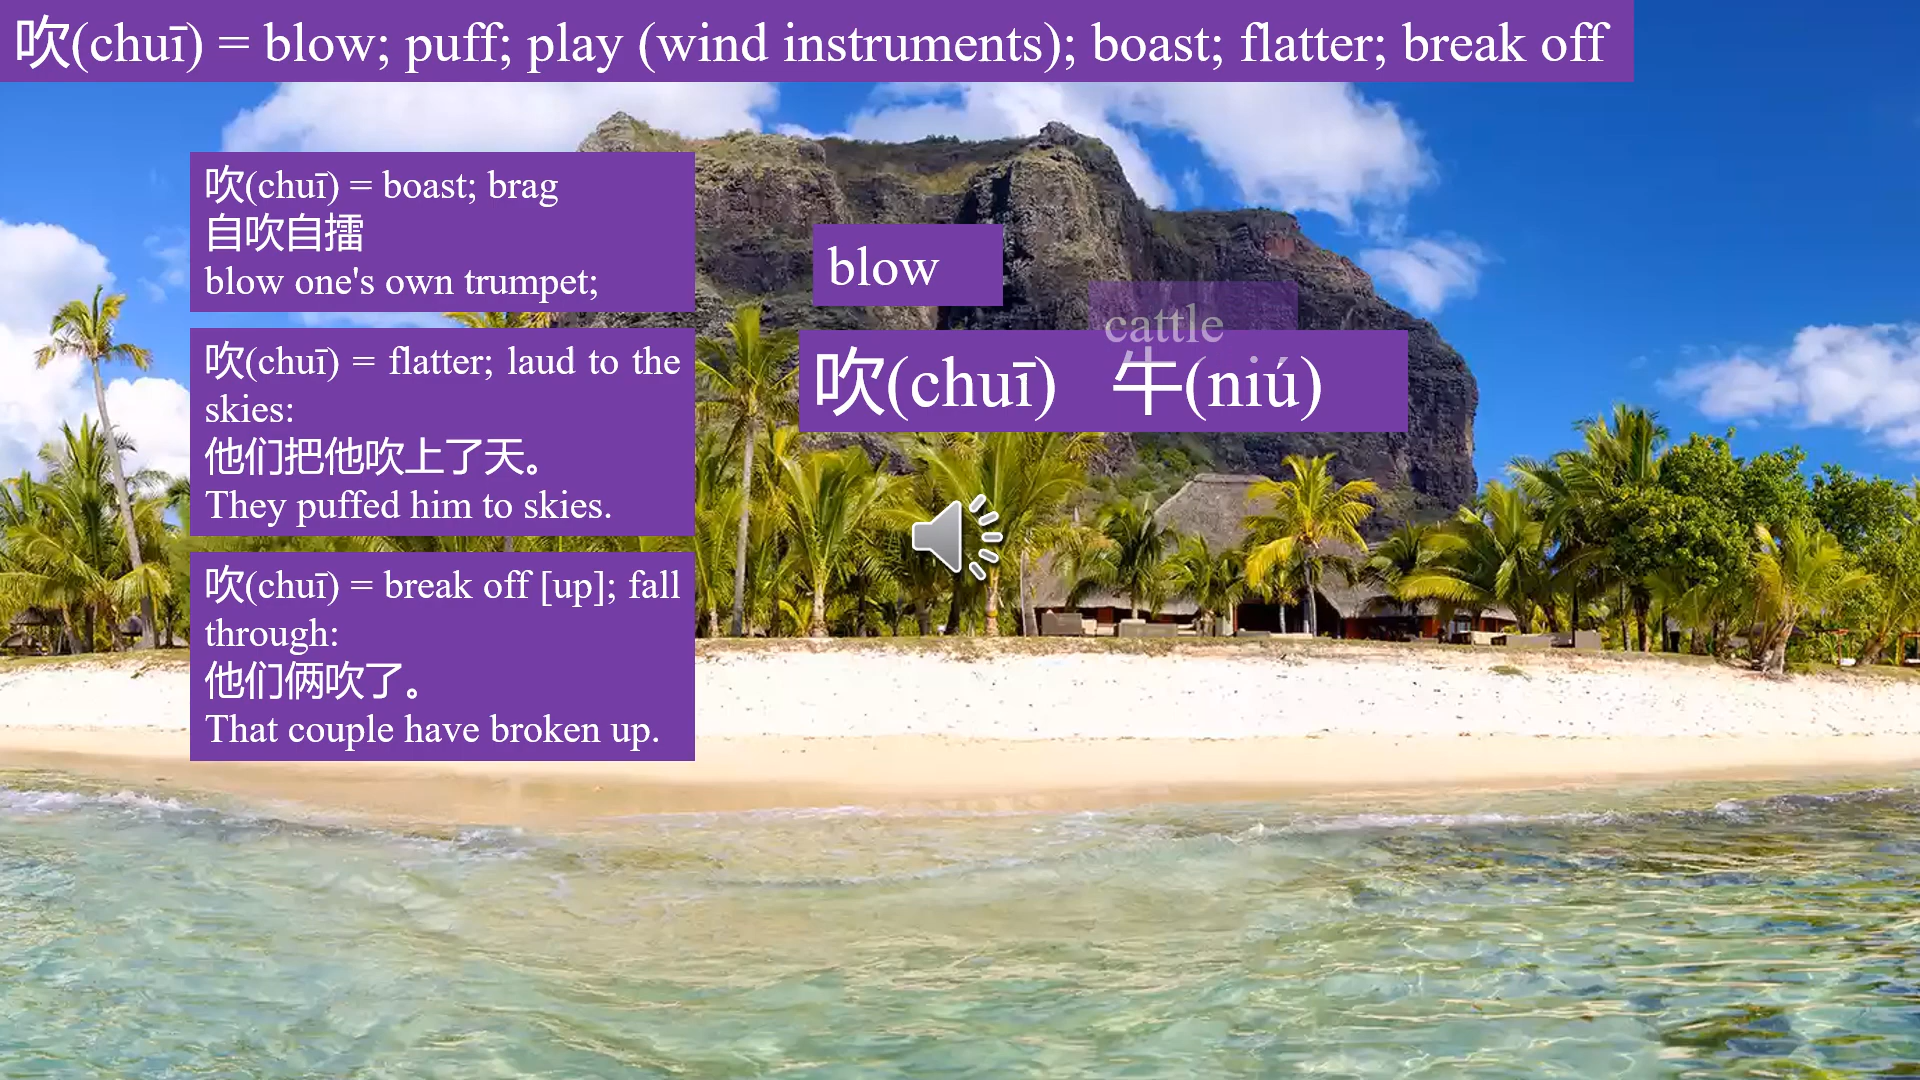 吹(chuī) = blow; puff; play (wind instruments); boast; flatter; break off
吹(chuī) = boast; brag
自吹自擂
blow one's own trumpet;
吹(chuī) = flatter; laud to the
skies:
他们把他吹上了天。
They puffed him to skies.
吹(chuī) = break off [up]; fall
through:
他们俩吹了。
That couple have broken up.
blow
cattle
吹(chuī) 牛(niú)